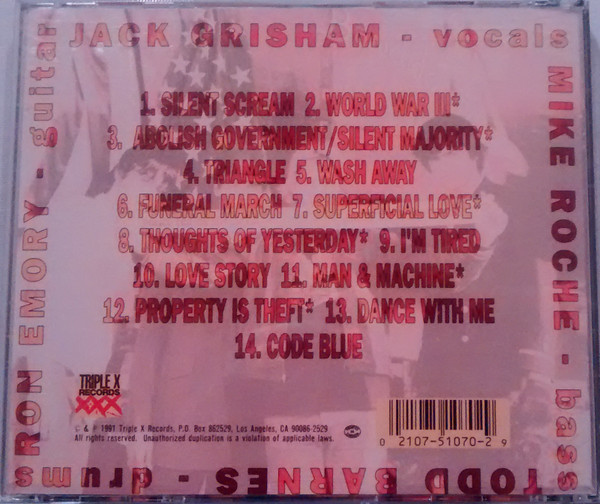 JACK GRISHAM - vocals
MIKE ROCHE - bass
TODD BARNES - drums
RON EMORY - guitar
1. SILENT SCREAM 2. WORLD WAR III*
3. ABOLISH GOVERNMENT/SILENT MAJORITY*
4. TRIANGLE 5. WASH AWAY
6. FUNERAL MARCH 7. SUPERFICIAL LOVE*
8. THOUGHTS OF YESTERDAY* 9. I'M TIRED
10. LOVE STORY 11. MAN & MACHINE*
12. PROPERTY IS THEFT* 13. DANCE WITH ME
14. CODE BLUE
TRIPLE X
RECORDS
XXX
© & ℗ 1991 Triple X Records, P.O. Box 862529, Los Angeles, CA 90086-2529
All rights reserved. Unauthorized duplication is a violation of applicable laws.
0 2107-51070-2 9